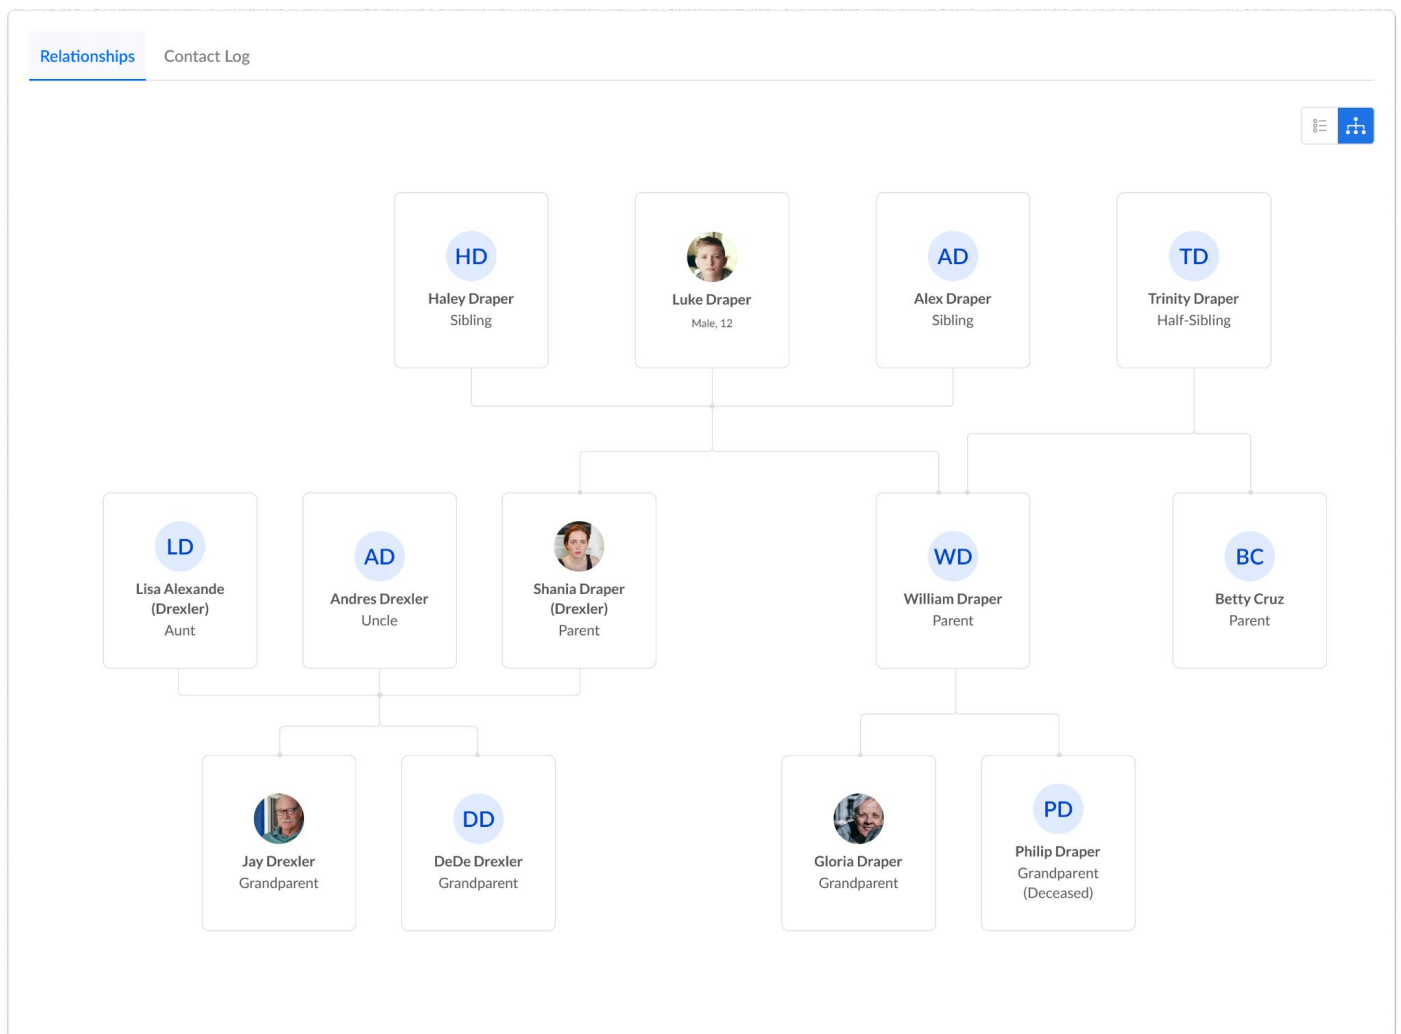 Relationships
Contact Log
HD
Haley Draper
Sibling
Luke Draper
Male, 12
AD
Alex Draper
Sibling
TD
Trinity Draper
Half-Sibling
LD
Lisa Alexande
(Drexler)
Aunt
AD
Andres Drexler
Uncle
Shania Draper
(Drexler)
Parent
WD
William Draper
Parent
BC
Betty Cruz
Parent
Jay Drexler
Grandparent
DD
DeDe Drexler
Grandparent
Gloria Draper
Grandparent
PD
Philip Draper
Grandparent
(Deceased)